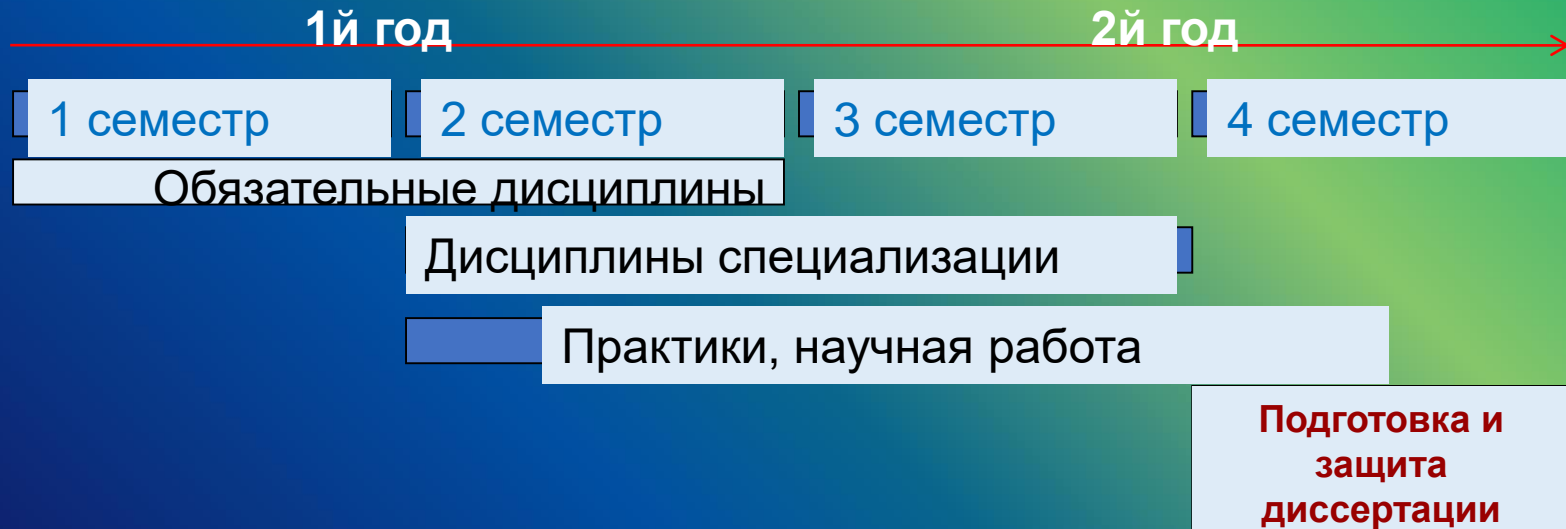 1й год
2й год
1 семестр
2 семестр
3 семестр
4 семестр
Обязательные дисциплины
Дисциплины специализации
Практики, научная работа
Подготовка и
защита
диссертации